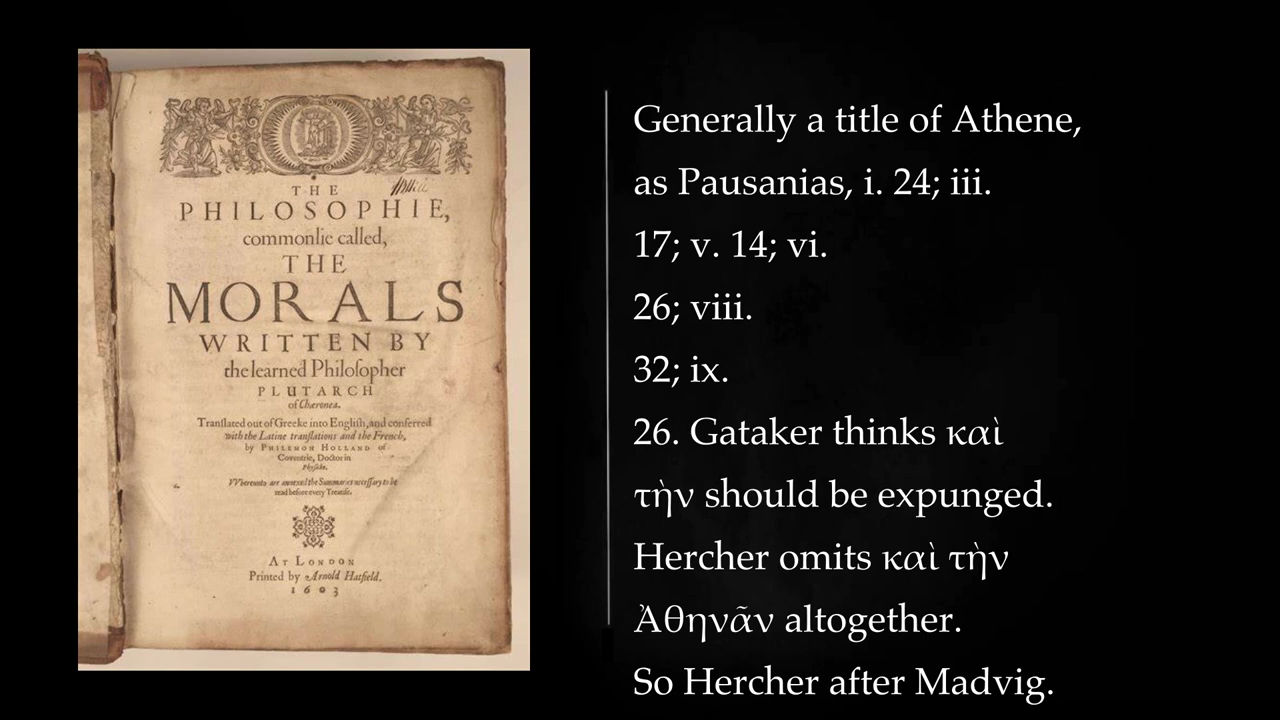 THE
PHILOSOPHIE,
commonlie called,
THE
MORALS
WRITTEN BY
the learned Philoſopher
PLUTARCH
of Chæronea.
Tranſlated out of Greeke into Engliſh, and conferred
with the Latine tranſlations and the French,
by PHILEMON HOLLAND of
Coventrie, Doctor in
Phyſicke.
VVhereunto are annexed the Summaries neceſſary to be
read before every Treatiſe.
AT LONDON
Printed by Arnold Hatfield.
1603
Generally a title of Athene,
as Pausanias, i. 24; iii.
17; v. 14; vi.
26; viii.
32; ix.
26. Gataker thinks καὶ
τὴν should be expunged.
Hercher omits καὶ τὴν
Ἀθηνᾶν altogether.
So Hercher after Madvig.